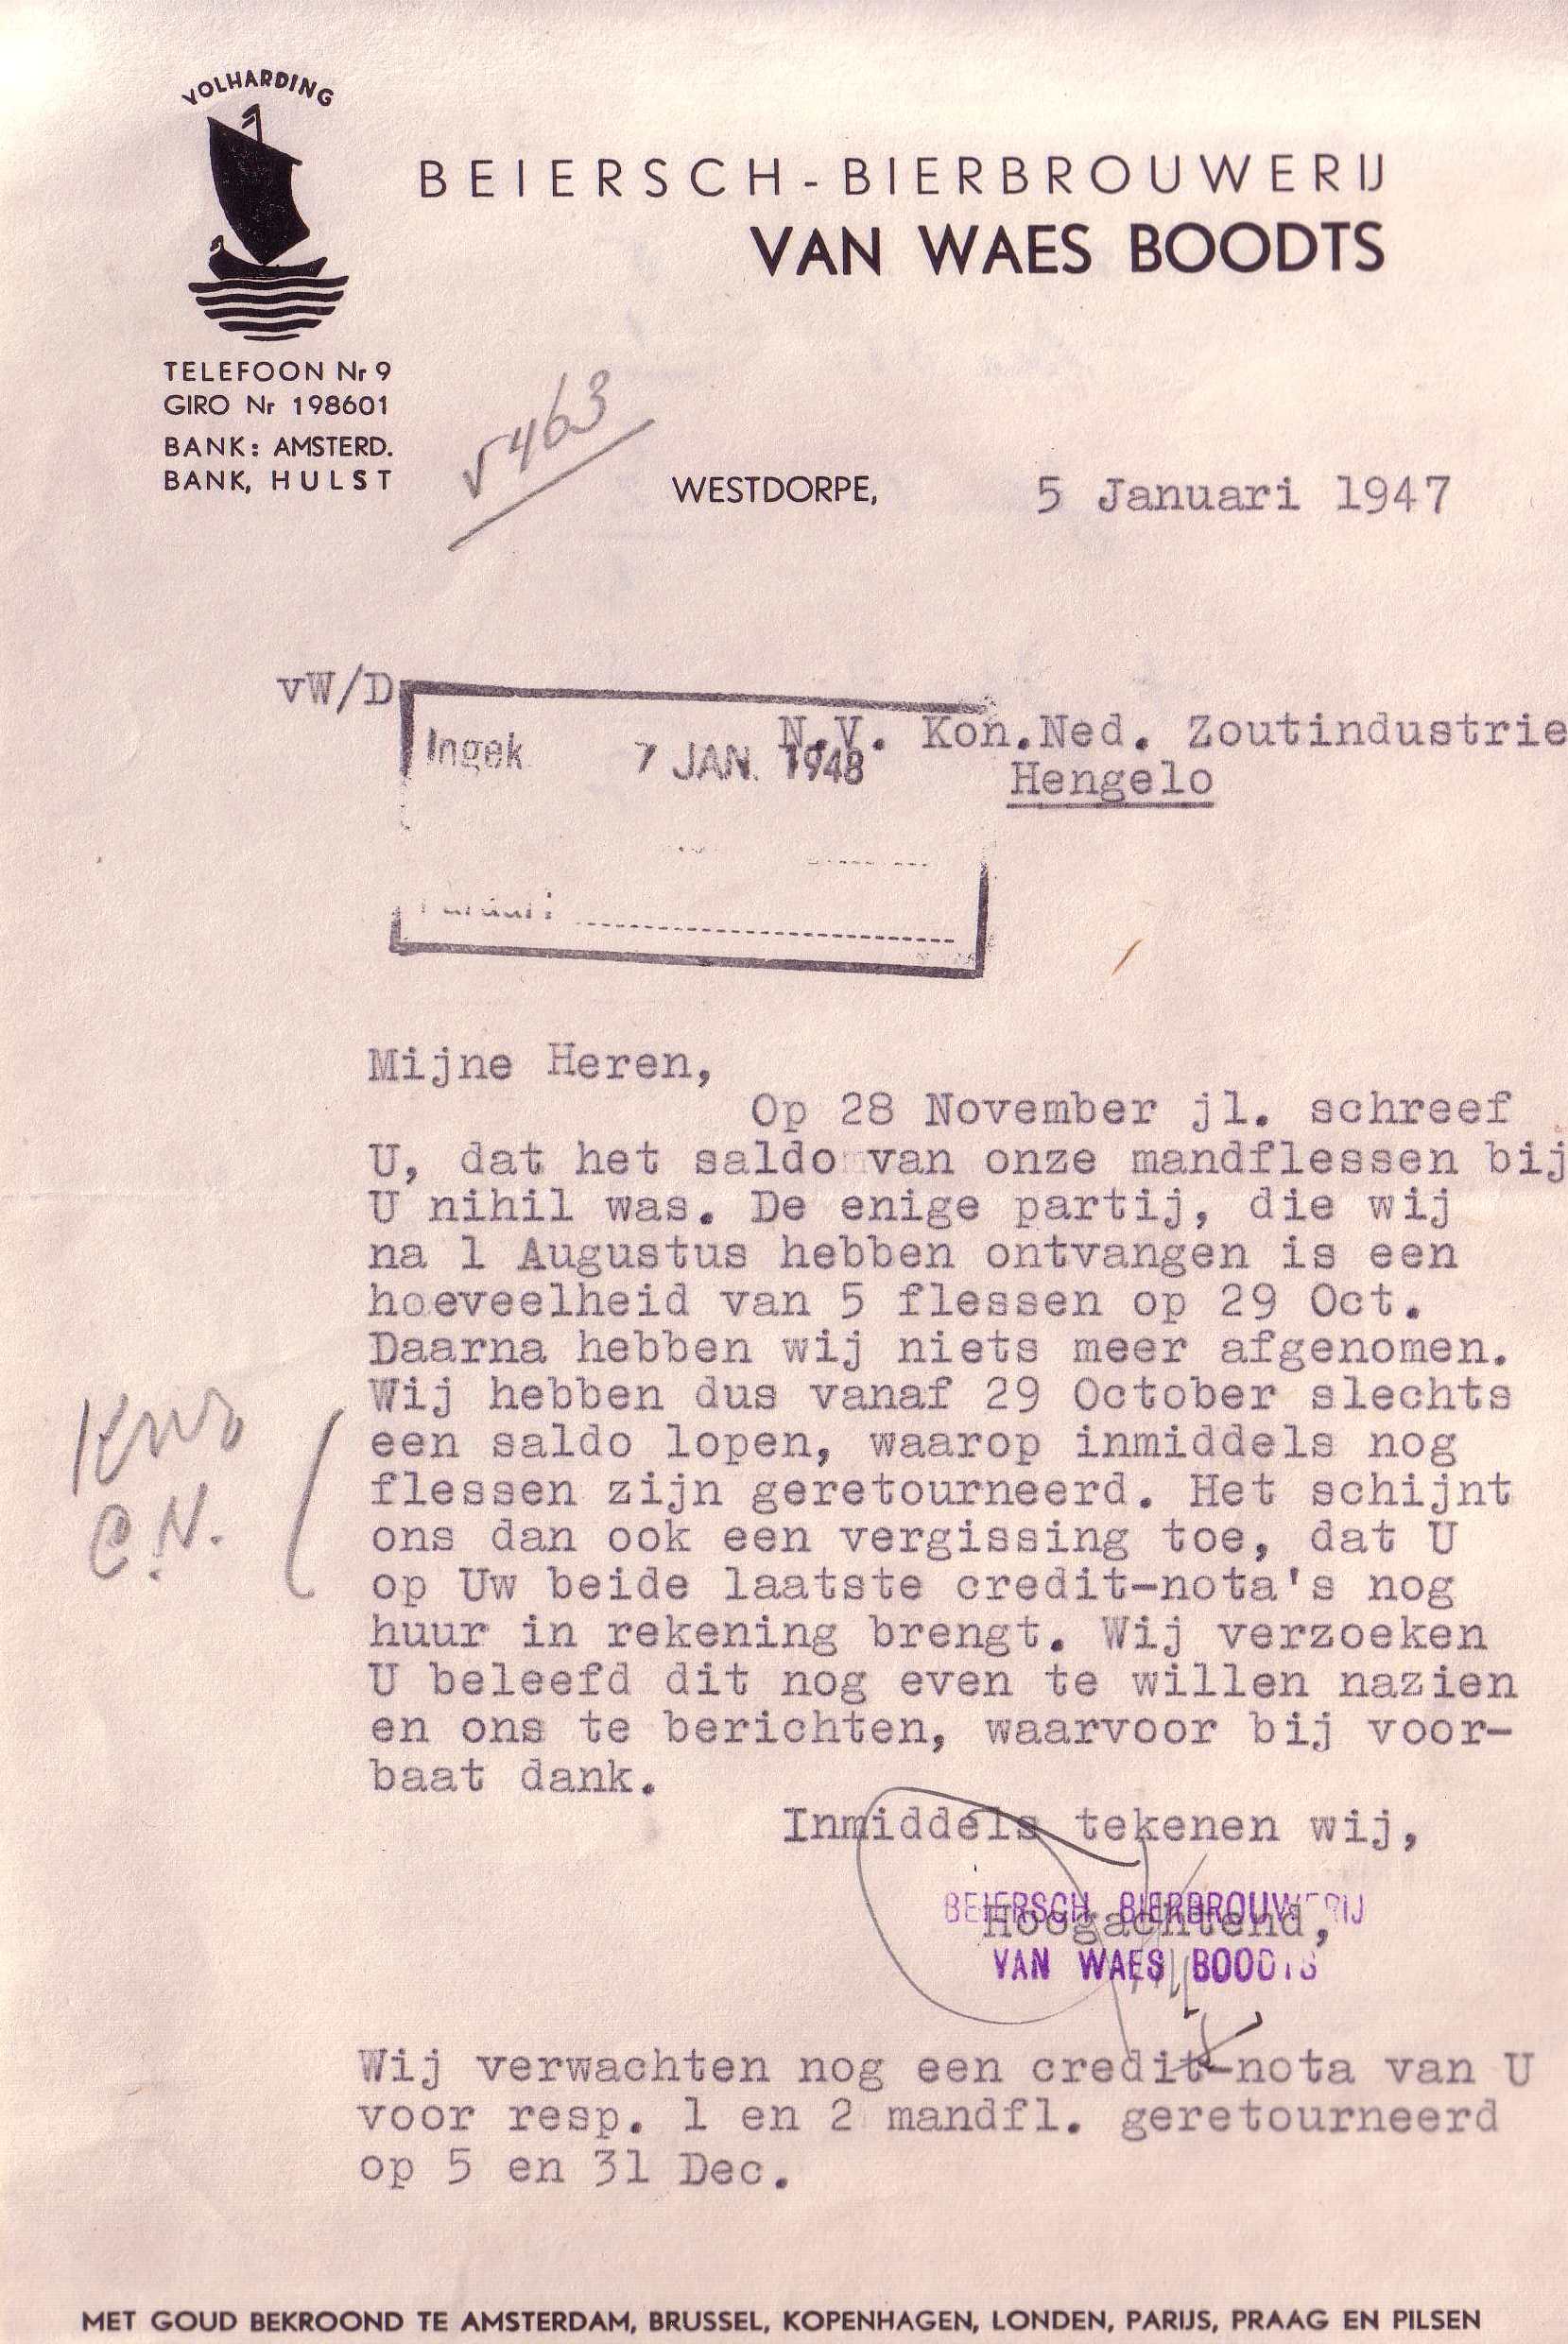 VOLHARDING
BEIERSCH-BIERBROUWERIJ
VAN WAES BOODTS
TELEFOON Nr 9
GIRO Nr 198601
BANK: AMSTERD.
BANK, HULST
√463
WESTDORPE, 5 Januari 1947
vW/D
N.V. Kon.Ned. Zoutindustrie
Ingek 7 JAN. 1948
Hengelo
Mijne Heren,
Op 28 November jl. schreef
U, dat het saldo van onze mandflessen bij
U nihil was. De enige partij, die wij
na 1 Augustus hebben ontvangen is een
hoeveelheid van 5 flessen op 29 Oct.
Daarna hebben wij niets meer afgenomen.
Wij hebben dus vanaf 29 October slechts
een saldo lopen, waarop inmiddels nog
flessen zijn geretourneerd. Het schijnt
ons dan ook een vergissing toe, dat U
op Uw beide laatste credit-nota's nog
huur in rekening brengt. Wij verzoeken
U beleefd dit nog even te willen nazien
en ons te berichten, waarvoor bij voor-
baat dank.
C.N.
Inmiddels tekenen wij,
BEIERSCH BIERBROUWERIJ
Hoogachtend,
VAN WAES BOODTS
Wij verwachten nog een credit-nota van U
voor resp. 1 en 2 mandfl. geretourneerd
op 5 en 31 Dec.
MET GOUD BEKROOND TE AMSTERDAM, BRUSSEL, KOPENHAGEN, LONDEN, PARIJS, PRAAG EN PILSEN